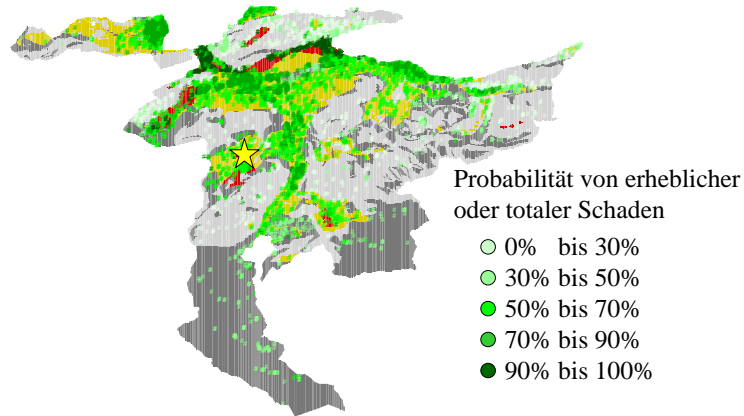 Probabilität von erheblicher
oder totaler Schaden
0% bis 30%
30% bis 50%
50% bis 70%
70% bis 90%
90% bis 100%